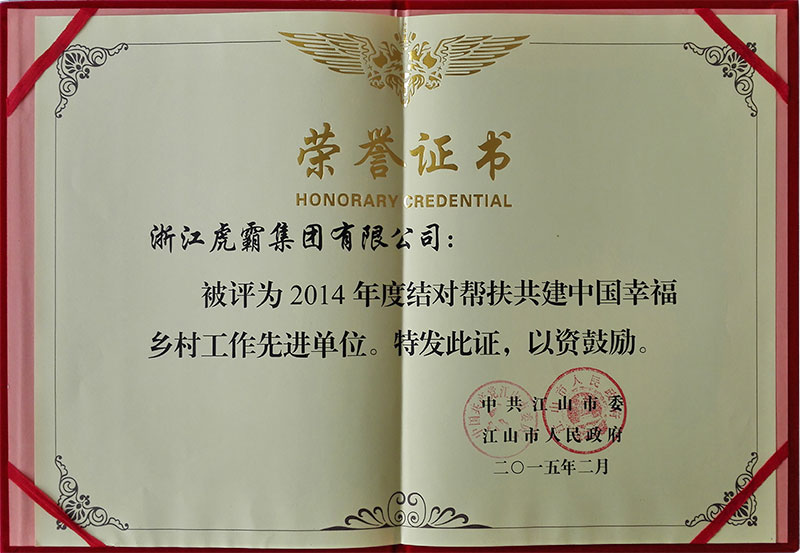 荣誉证书
HONORARY CREDENTIAL
浙江虎霸集团有限公司：
被评为2014年度结对帮扶共建中国幸福
乡村工作先进单位。特发此证，以资鼓励。
中共江山市委
江山市人民政府
二〇一五年二月